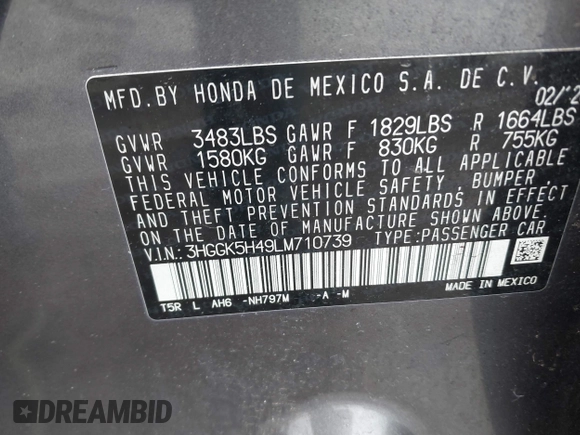 MFD. BY HONDA DE MEXICO S.A. DE C.V.
02/2
GVWR 3483LBS GAWR F 1829LBS R 1664LBS
GVWR 1580KG GAWR F 830KG R 755KG
THIS VEHICLE CONFORMS TO ALL APPLICABLE
FEDERAL MOTOR VEHICLE SAFETY, BUMPER,
AND THEFT PREVENTION STANDARDS IN EFFECT
ON THE DATE OF MANUFACTURE SHOWN ABOVE.
V.I.N.: 3HGGK5H49LM710739 TYPE:PASSENGER CAR
T5R L AH6 -NH797M -A -M
MADE IN MEXICO
DREAMBID